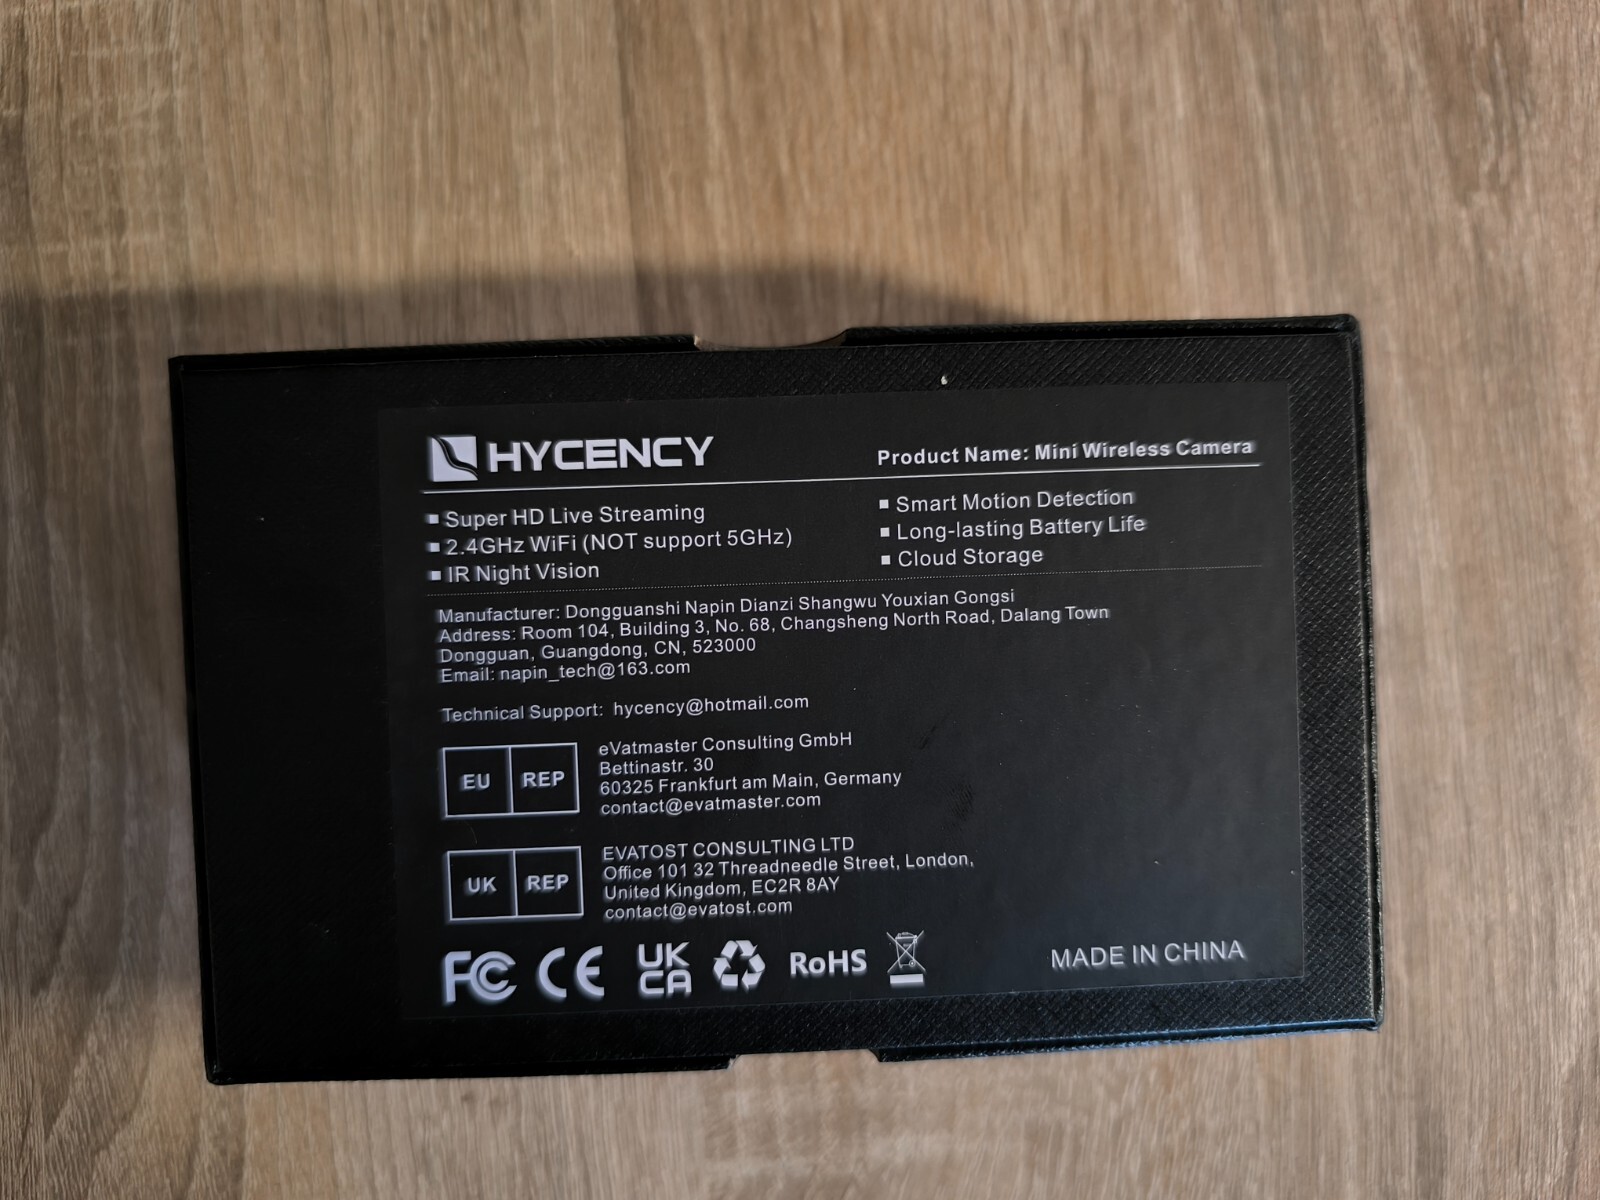 HYCENCY
Product Name: Mini Wireless Camera
▪ Super HD Live Streaming
▪ 2.4GHz WiFi (NOT support 5GHz)
▪ IR Night Vision
▪ Smart Motion Detection
▪ Long-lasting Battery Life
▪ Cloud Storage
Manufacturer: Dongguanshi Napin Dianzi Shangwu Youxian Gongsi
Address: Room 104, Building 3, No. 68, Changsheng North Road, Dalang Town
Dongguan, Guangdong, CN, 523000
Email: napin_tech@163.com
Technical Support: hycency@hotmail.com
EU REP
eVatmaster Consulting GmbH
Bettinastr. 30
60325 Frankfurt am Main, Germany
contact@evatmaster.com
UK REP
EVATOST CONSULTING LTD
Office 101 32 Threadneedle Street, London,
United Kingdom, EC2R 8AY
contact@evatost.com
FC CE UK
CA
RoHS
MADE IN CHINA